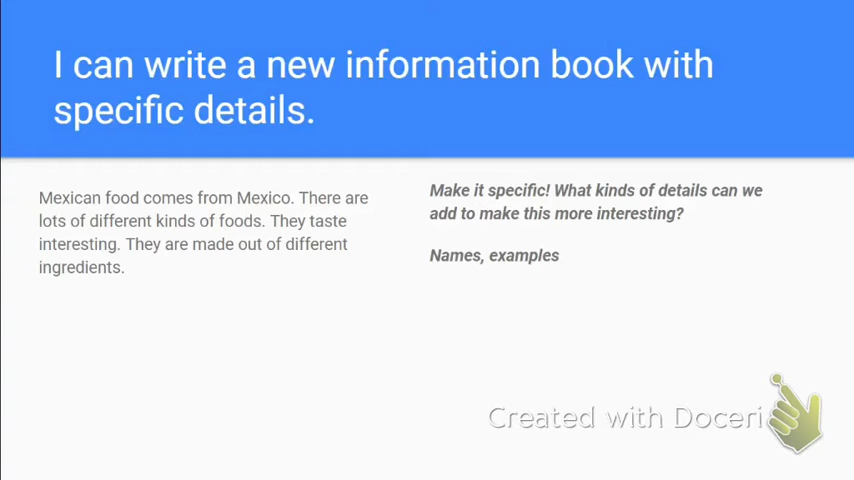 I can write a new information book with
specific details.
Mexican food comes from Mexico. There are
lots of different kinds of foods. They taste
interesting. They are made out of different
ingredients.
Make it specific! What kinds of details can we
add to make this more interesting?
Names, examples
Created with Doceri